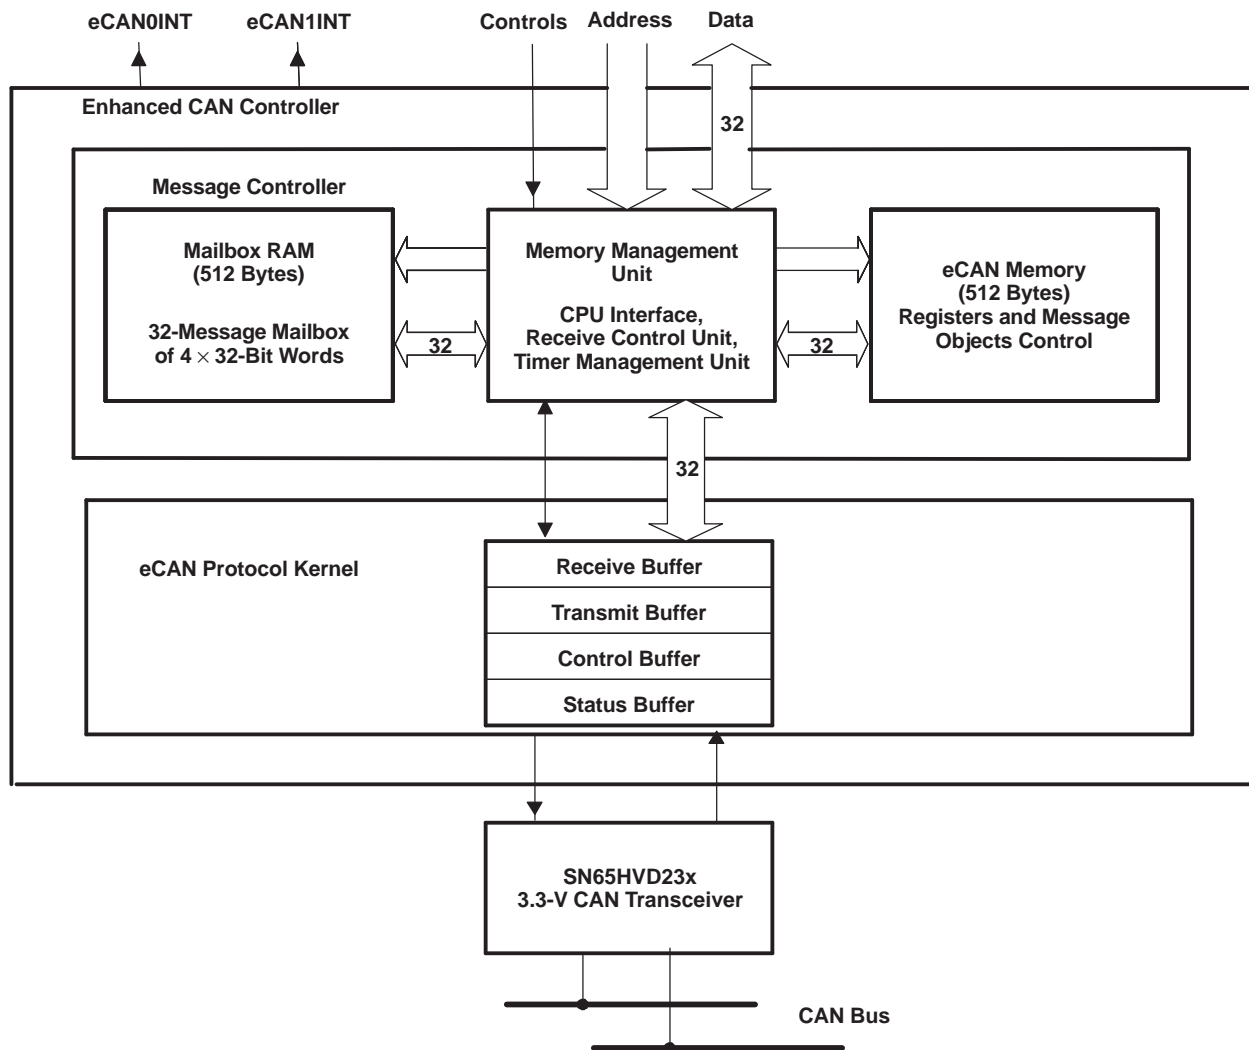 eCAN0INT
eCAN1INT
Controls
Address
Data
Enhanced CAN Controller
32
Message Controller
Mailbox RAM
(512 Bytes)
32-Message Mailbox
of 4 × 32-Bit Words
32
Memory Management
Unit
CPU Interface,
Receive Control Unit,
Timer Management Unit
32
eCAN Memory
(512 Bytes)
Registers and Message
Objects Control
32
eCAN Protocol Kernel
Receive Buffer
Transmit Buffer
Control Buffer
Status Buffer
SN65HVD23x
3.3-V CAN Transceiver
CAN Bus